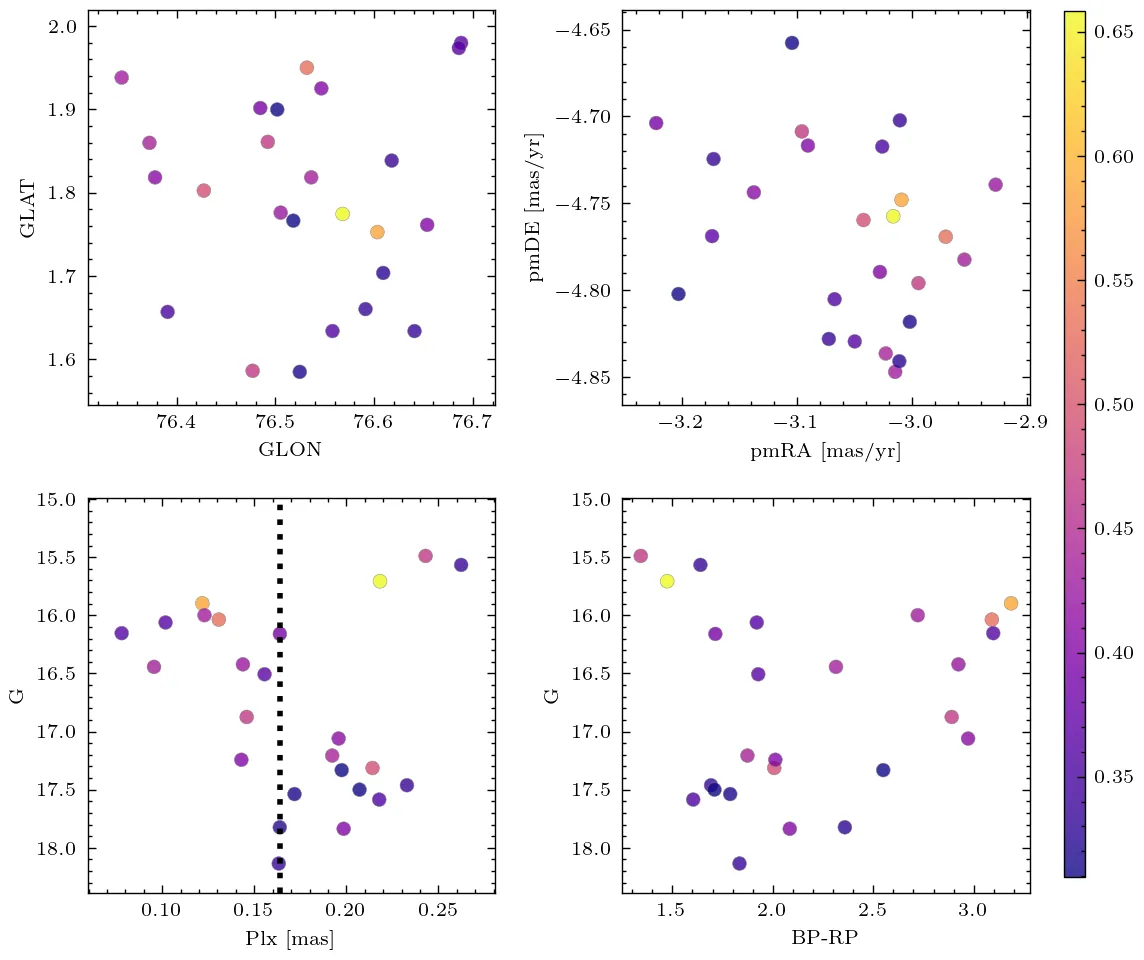 2.0
1.9
1.8
1.7
1.6
GLAT
76.4 76.5 76.6 76.7
GLON
−4.65
−4.70
−4.75
−4.80
−4.85
pmDE [mas/yr]
−3.2 −3.1 −3.0 −2.9
pmRA [mas/yr]
0.65
0.60
0.55
0.50
0.45
0.40
0.35
15.0
15.5
16.0
16.5
17.0
17.5
18.0
G
0.10 0.15 0.20 0.25
Plx [mas]
15.0
15.5
16.0
16.5
17.0
17.5
18.0
G
1.5 2.0 2.5 3.0
BP-RP